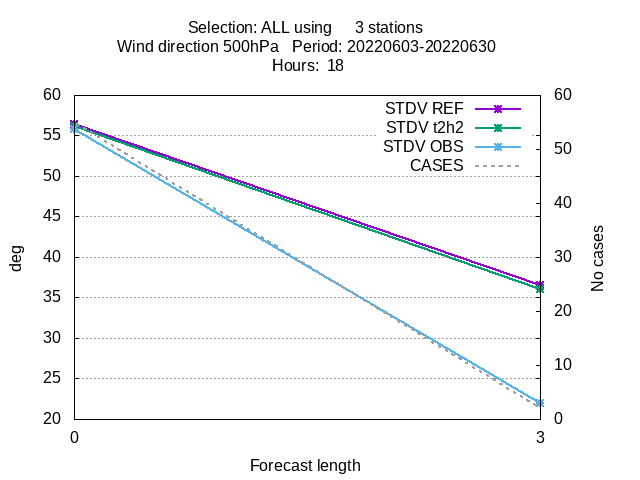 Selection: ALL using     3 stations
Wind direction 500hPa   Period: 20220603-20220630
Hours:  18
STDV REF
STDV t2h2
STDV OBS
CASES
60
55
50
45
40
35
30
25
20
60
50
40
30
20
10
0
deg
No cases
0
3
Forecast length